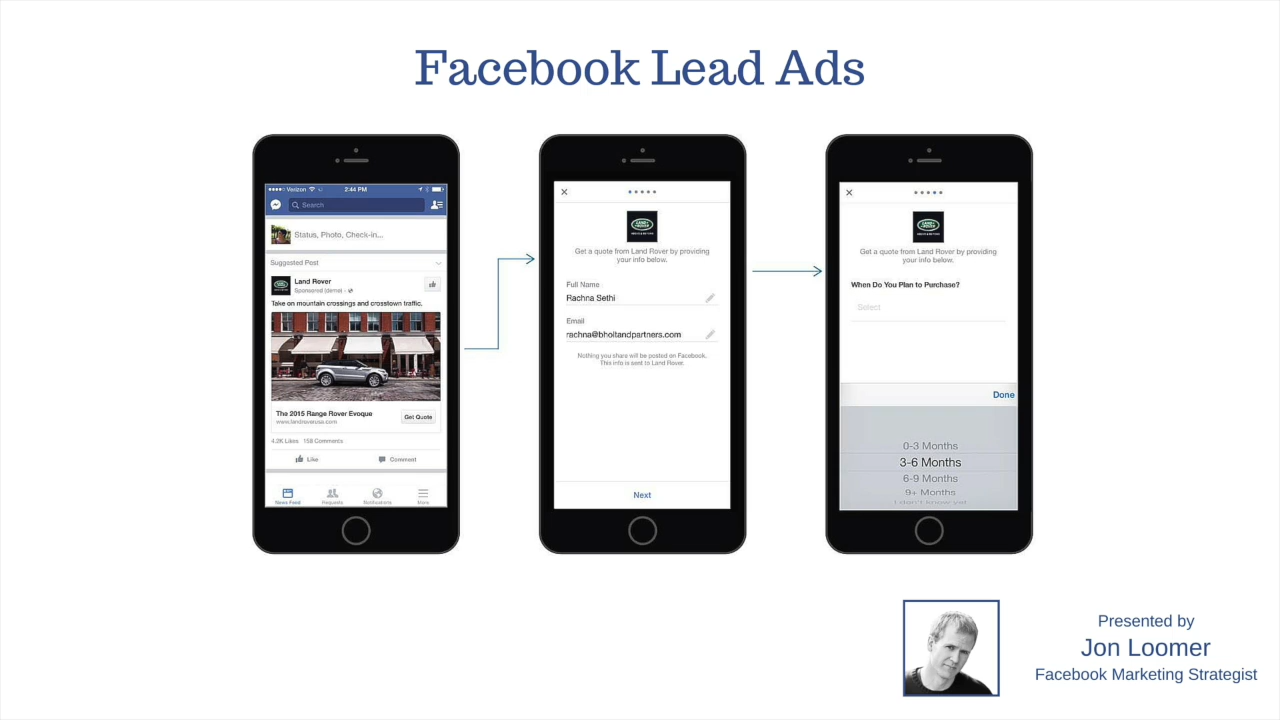 Facebook Lead Ads
Verizon
2:44 PM
Search
Status, Photo, Check-in...
Suggested Post
Land Rover
Sponsored (demo)
Take on mountain crossings and crosstown traffic.
The 2015 Range Rover Evoque
www.landroverusa.com
Get Quote
4.2K Likes 158 Comments
Like
Comment
News Feed
Requests
Notifications
More
LAND ROVER
Get a quote from Land Rover by providing
your info below.
Full Name
Rachna Sethi
Email
rachna@bholtandpartners.com
Nothing you share will be posted on Facebook.
This info is sent to Land Rover.
Next
LAND ROVER
Get a quote from Land Rover by providing
your info below.
When Do You Plan to Purchase?
Select
Done
0-3 Months
3-6 Months
6-9 Months
9+ Months
Presented by
Jon Loomer
Facebook Marketing Strategist